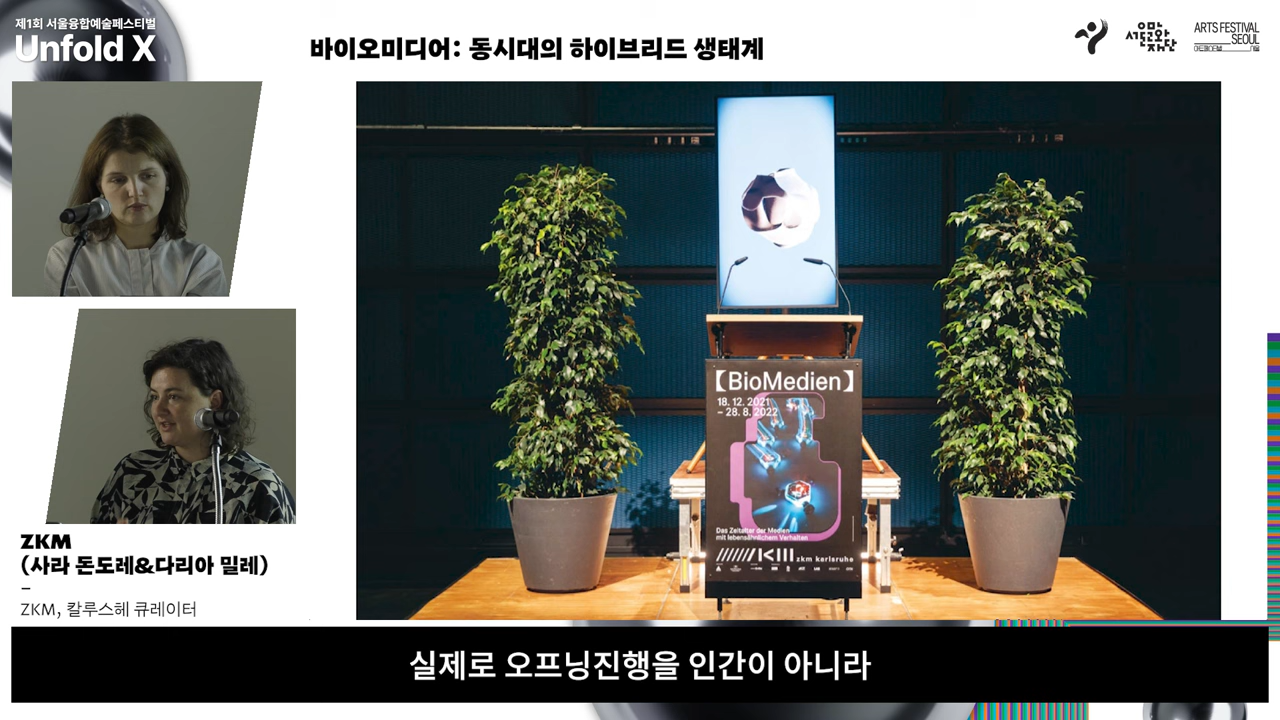 제1회 서울융합예술페스티벌
Unfold X
바이오미디어: 동시대의 하이브리드 생태계
서울문화재단
ARTS FESTIVAL
SEOUL
【BioMedien】
18. 12. 2021
– 28. 8. 2022
Das Zeitalter der Medien
mit lebensähnlichem Verhalten
zkm karlsruhe
ZKM
(사라 돈도레&다리아 밀레)
–
ZKM, 칼루스헤 큐레이터
실제로 오프닝진행을 인간이 아니라